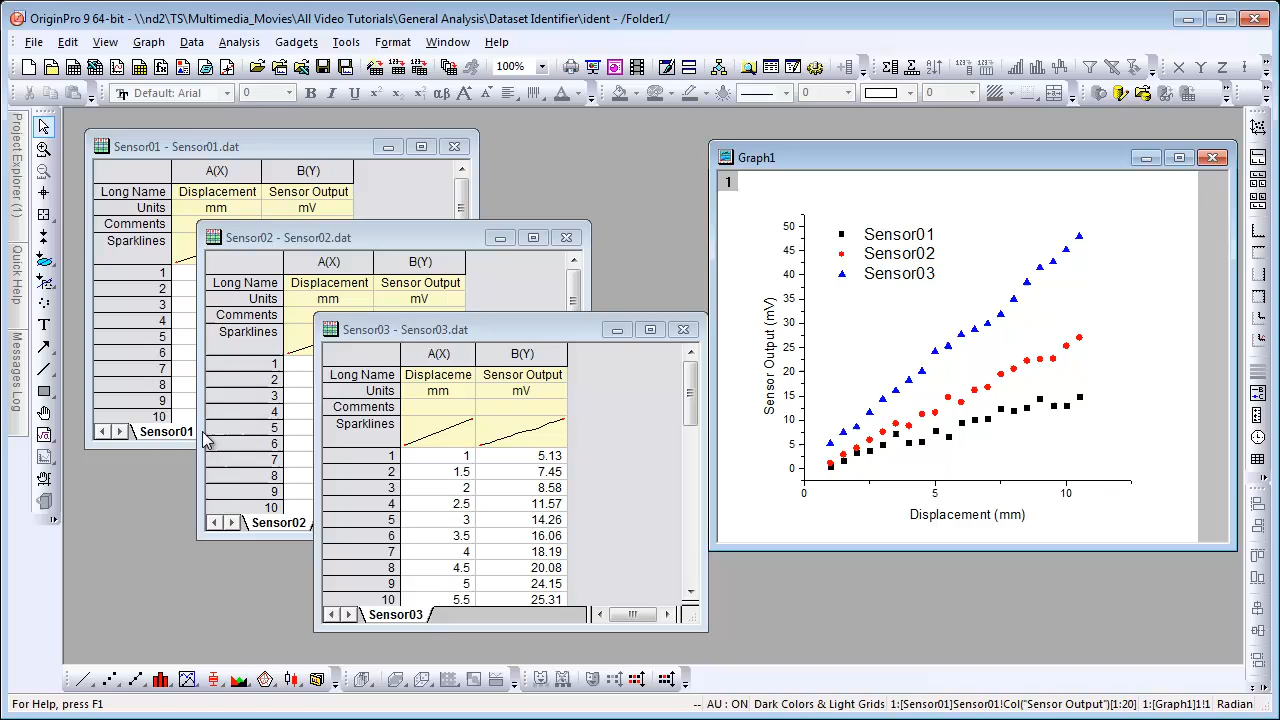 OriginPro 9 64-bit - \\nd2\TS\Multimedia_Movies\All Video Tutorials\General Analysis\Dataset Identifier\ident - /Folder1/
File Edit View Graph Data Analysis Gadgets Tools Format Window Help
100%
Default: Arial 0 B I U 0 0
Project Explorer (1)
Quick Help
Messages Log
Sensor01 - Sensor01.dat
A(X) B(Y)
Long Name Displacement Sensor Output
Units mm mV
Comments
Sparklines
1
2
3
4
5
6
7
8
9
10
Sensor01
Sensor02 - Sensor02.dat
A(X) B(Y)
Long Name Displacement Sensor Output
Units mm mV
Comments
Sparklines
1
2
3
4
5
6
7
8
9
10
Sensor02
Sensor03 - Sensor03.dat
A(X) B(Y)
Long Name Displaceme Sensor Output
Units mm mV
Comments
Sparklines
1 1 5.13
2 1.5 7.45
3 2 8.58
4 2.5 11.57
5 3 14.26
6 3.5 16.06
7 4 18.19
8 4.5 20.08
9 5 24.15
10 5.5 25.31
Sensor03
Graph1
1
Sensor01
Sensor02
Sensor03
50
45
40
35
30
25
20
15
10
5
0
Sensor Output (mV)
0 5 10
Displacement (mm)
For Help, press F1 -- AU : ON Dark Colors & Light Grids 1:[Sensor01]Sensor01!Col("Sensor Output")[1:20] 1:[Graph1]1!1 Radian